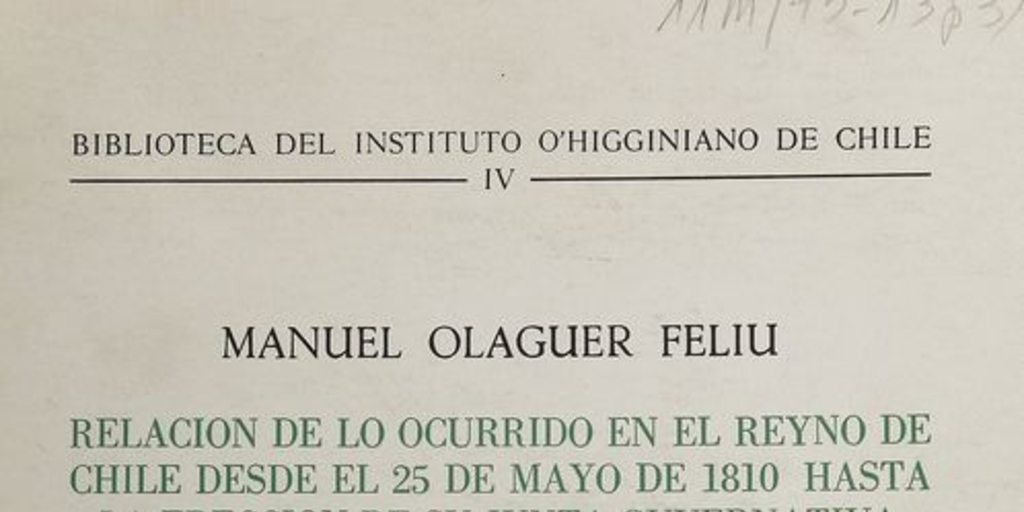 BIBLIOTECA DEL INSTITUTO O'HIGGINIANO DE CHILE
IV
MANUEL OLAGUER FELIU
RELACION DE LO OCURRIDO EN EL REYNO DE
CHILE DESDE EL 25 DE MAYO DE 1810 HASTA